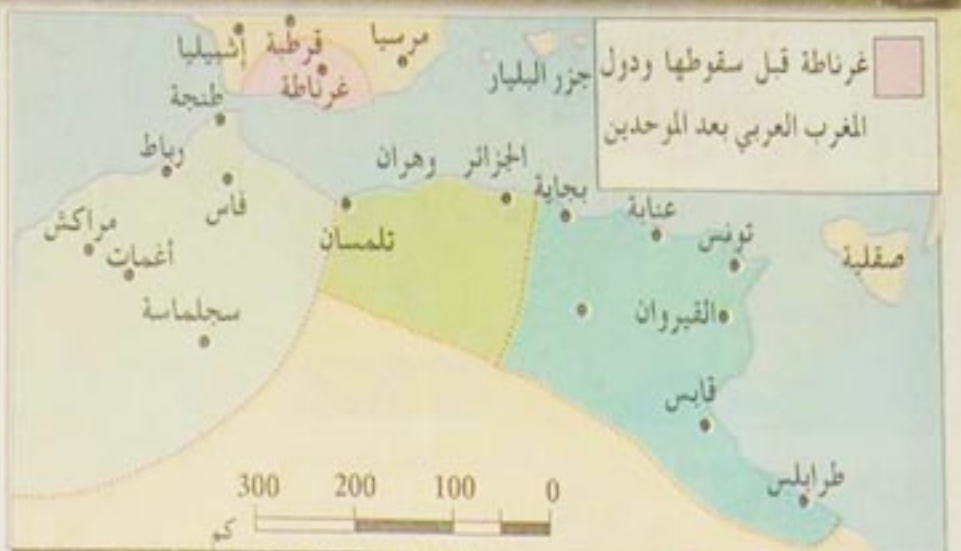 غرناطة قبل سقوطها ودول
المغرب العربي بعد الموحدين
مرسيا
قرطبة
إشبيليا
غرناطة
جزر البليار
طنجة
رباط
فاس
مراكش
أغمات
سجلماسة
وهران
الجزائر
تلمسان
بجاية
عنابة
تونس
صقلية
القيروان
قابس
طرابلس
300 200 100 0
كم